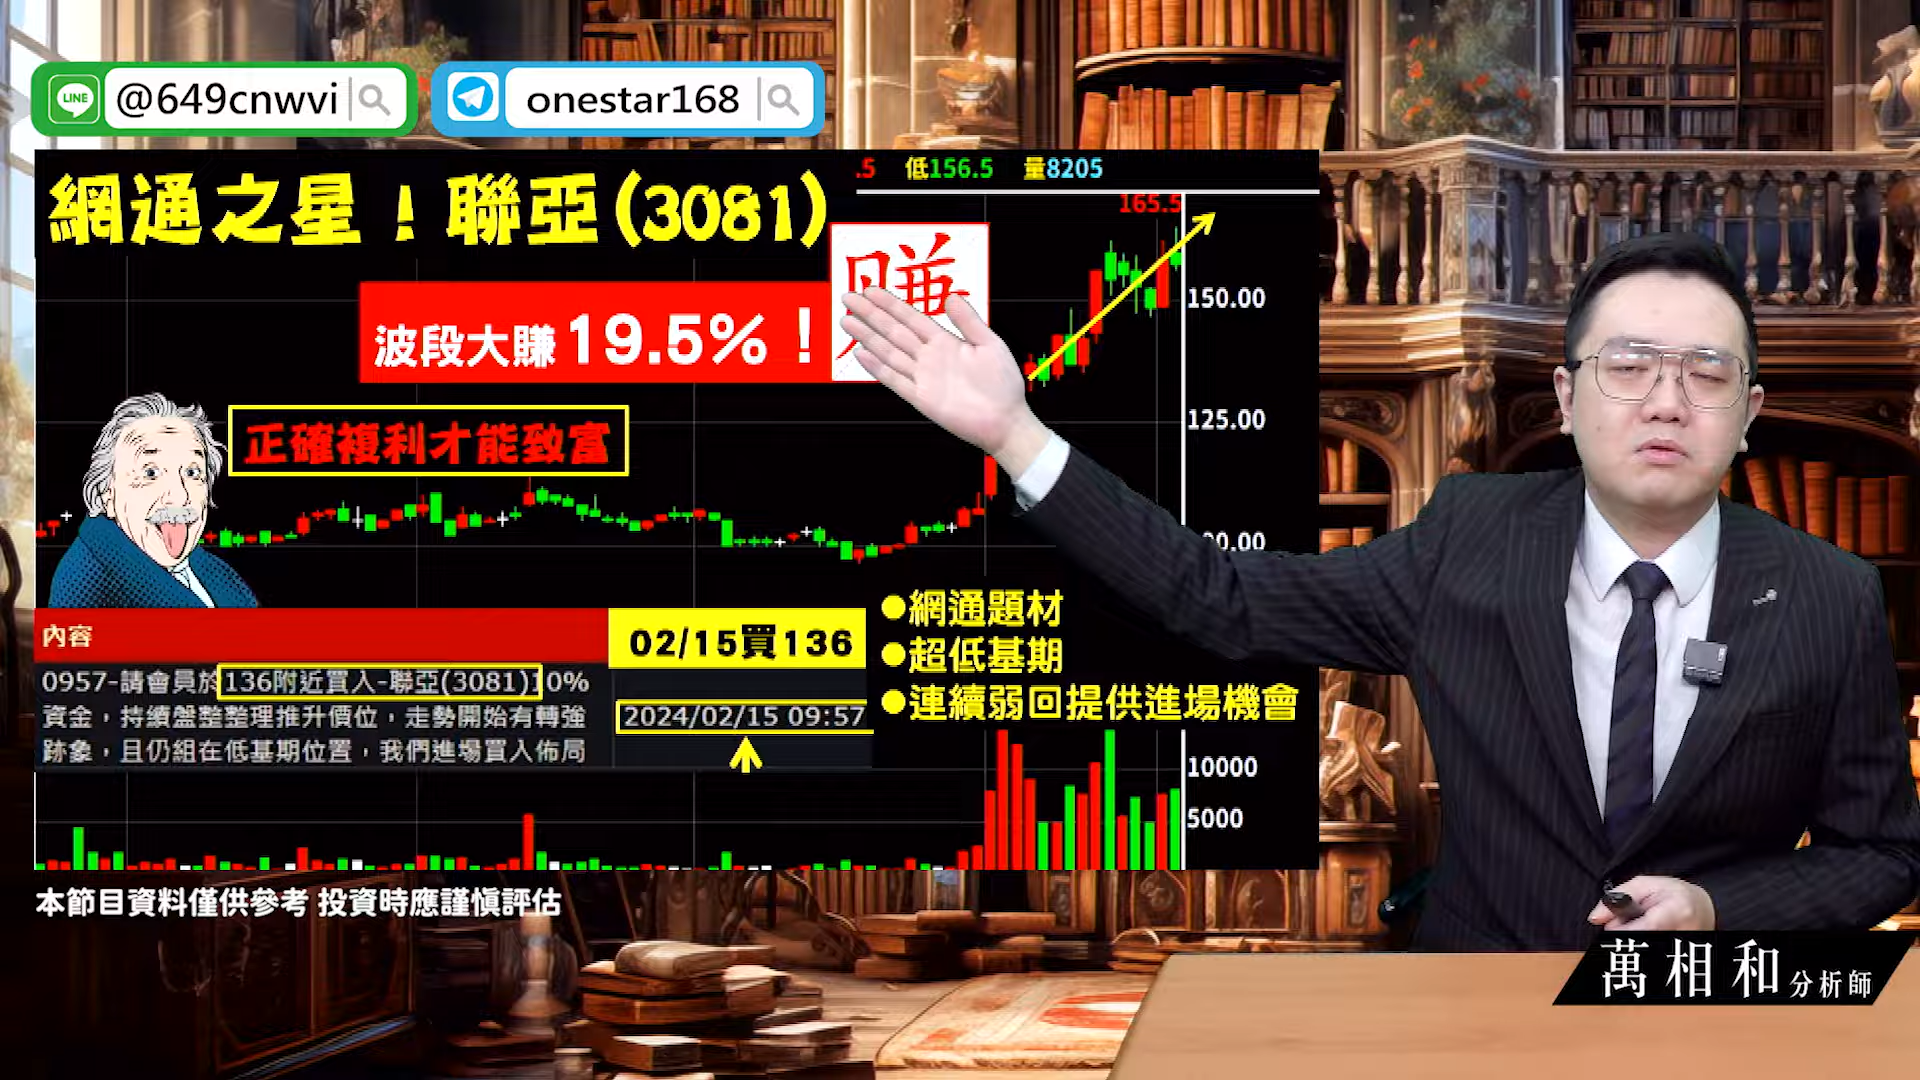 LINE @649cnwvi
onestar168
網通之星！聯亞(3081)
.5 低156.5 量8205
165.5
賺
波段大賺19.5%！
150.00
正確複利才能致富
125.00
00.00
內容
02/15買136
0957-請會員於136附近買入-聯亞(3081)10%
資金，持續盤整整理推升價位，走勢開始有轉強
跡象，且仍組在低基期位置，我們進場買入佈局
2024/02/15 09:57
●網通題材
●超低基期
●連續弱回提供進場機會
10000
5000
本節目資料僅供參考 投資時應謹慎評估
萬相和分析師